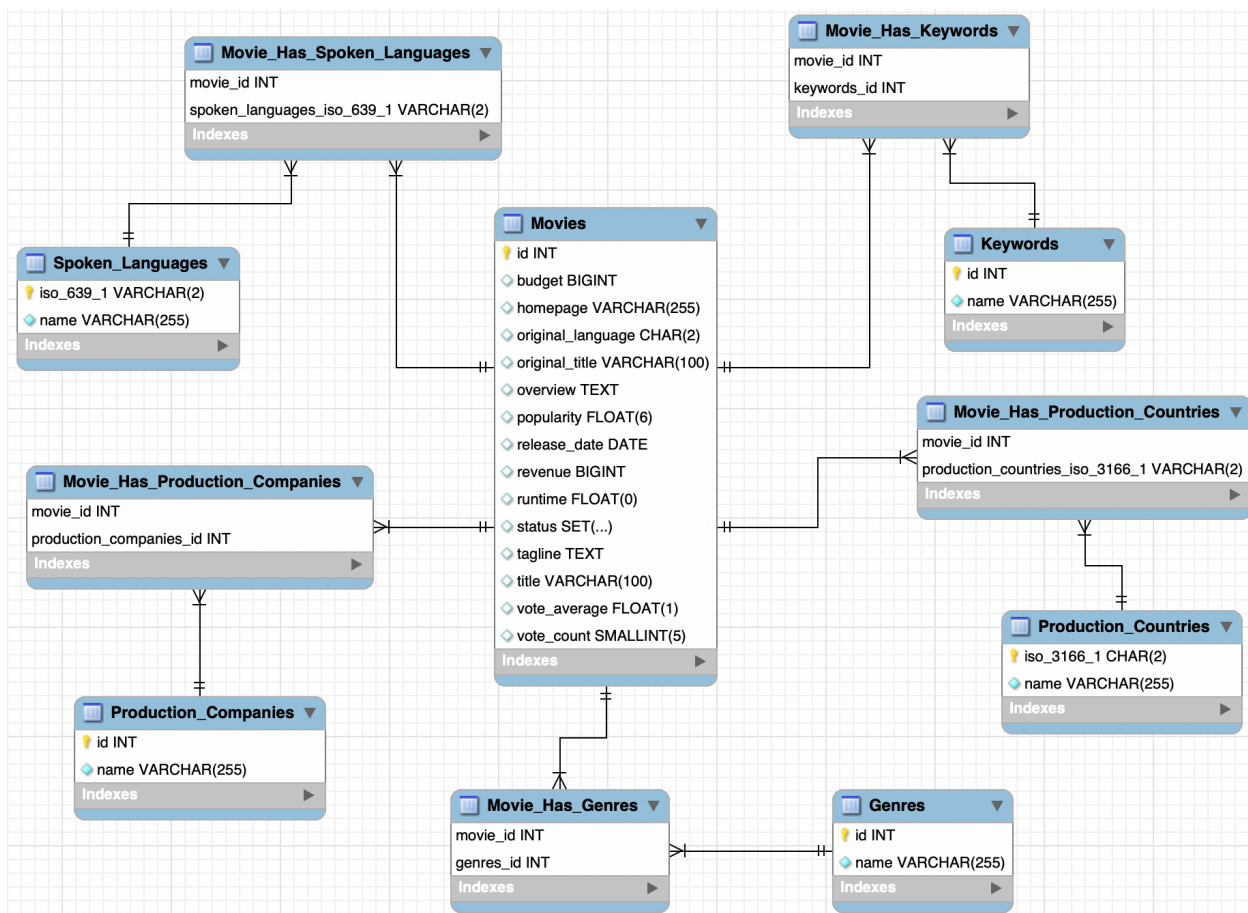 Movie_Has_Spoken_Languages
movie_id INT
spoken_languages_iso_639_1 VARCHAR(2)
Indexes
Movie_Has_Keywords
movie_id INT
keywords_id INT
Indexes
Spoken_Languages
iso_639_1 VARCHAR(2)
name VARCHAR(255)
Indexes
Movies
id INT
budget BIGINT
homepage VARCHAR(255)
original_language CHAR(2)
original_title VARCHAR(100)
overview TEXT
popularity FLOAT(6)
release_date DATE
revenue BIGINT
runtime FLOAT(0)
status SET(...)
tagline TEXT
title VARCHAR(100)
vote_average FLOAT(1)
vote_count SMALLINT(5)
Indexes
Keywords
id INT
name VARCHAR(255)
Indexes
Movie_Has_Production_Countries
movie_id INT
production_countries_iso_3166_1 VARCHAR(2)
Indexes
Movie_Has_Production_Companies
movie_id INT
production_companies_id INT
Indexes
Production_Countries
iso_3166_1 CHAR(2)
name VARCHAR(255)
Indexes
Production_Companies
id INT
name VARCHAR(255)
Indexes
Movie_Has_Genres
movie_id INT
genres_id INT
Indexes
Genres
id INT
name VARCHAR(255)
Indexes